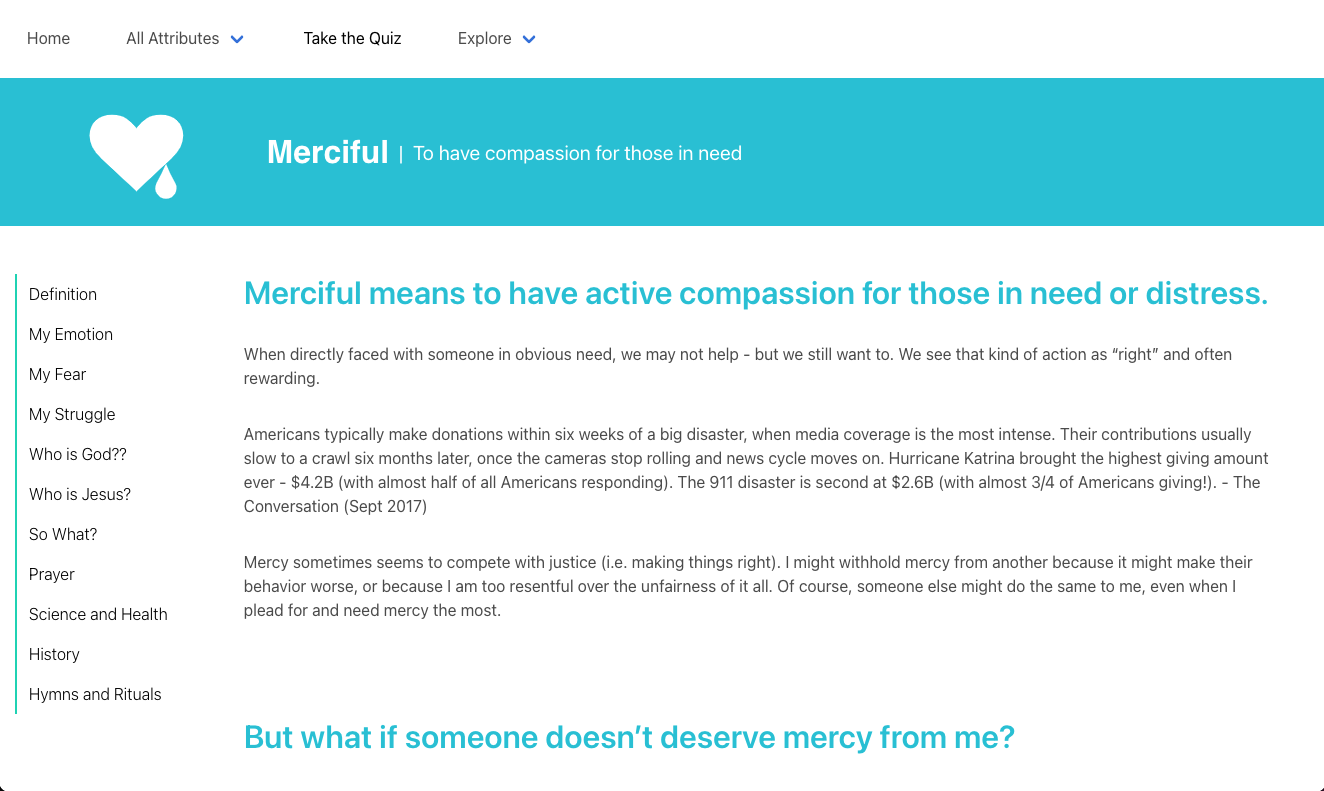 Home
All Attributes
Take the Quiz
Explore
Merciful | To have compassion for those in need
Definition
My Emotion
My Fear
My Struggle
Who is God??
Who is Jesus?
So What?
Prayer
Science and Health
History
Hymns and Rituals
Merciful means to have active compassion for those in need or distress.
When directly faced with someone in obvious need, we may not help - but we still want to. We see that kind of action as “right” and often
rewarding.
Americans typically make donations within six weeks of a big disaster, when media coverage is the most intense. Their contributions usually
slow to a crawl six months later, once the cameras stop rolling and news cycle moves on. Hurricane Katrina brought the highest giving amount
ever - $4.2B (with almost half of all Americans responding). The 911 disaster is second at $2.6B (with almost 3/4 of Americans giving!). - The
Conversation (Sept 2017)
Mercy sometimes seems to compete with justice (i.e. making things right). I might withhold mercy from another because it might make their
behavior worse, or because I am too resentful over the unfairness of it all. Of course, someone else might do the same to me, even when I
plead for and need mercy the most.
But what if someone doesn’t deserve mercy from me?